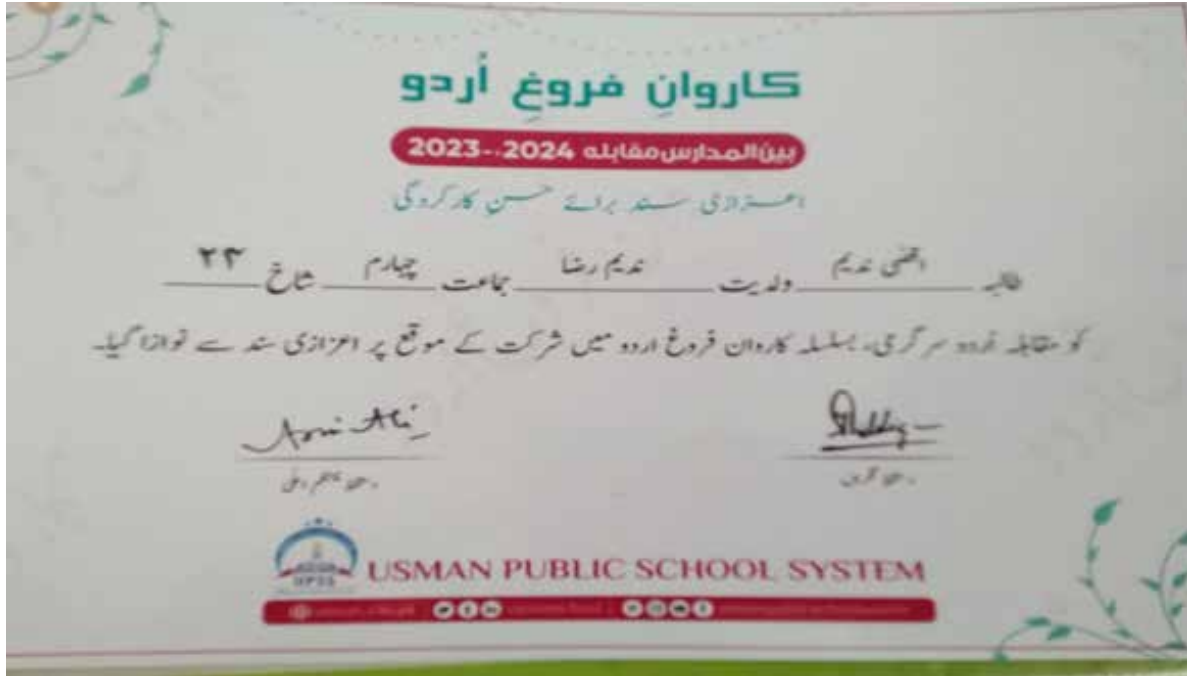 کاروانِ فروغِ اُردو
بین المدارس مقابلہ 2024-2023
اعزازی سند برائے حسنِ کارکردگی
طالبہ اقصیٰ ندیم ولدیت ندیم رضا جماعت چہارم شاخ ۲۳
کو مقابلہ اُردو سرگرمی، بسلسلہ کاروان فروغ اردو میں شرکت کے موقع پر اعزازی سند سے نوازا گیا۔
USMAN PUBLIC SCHOOL SYSTEM